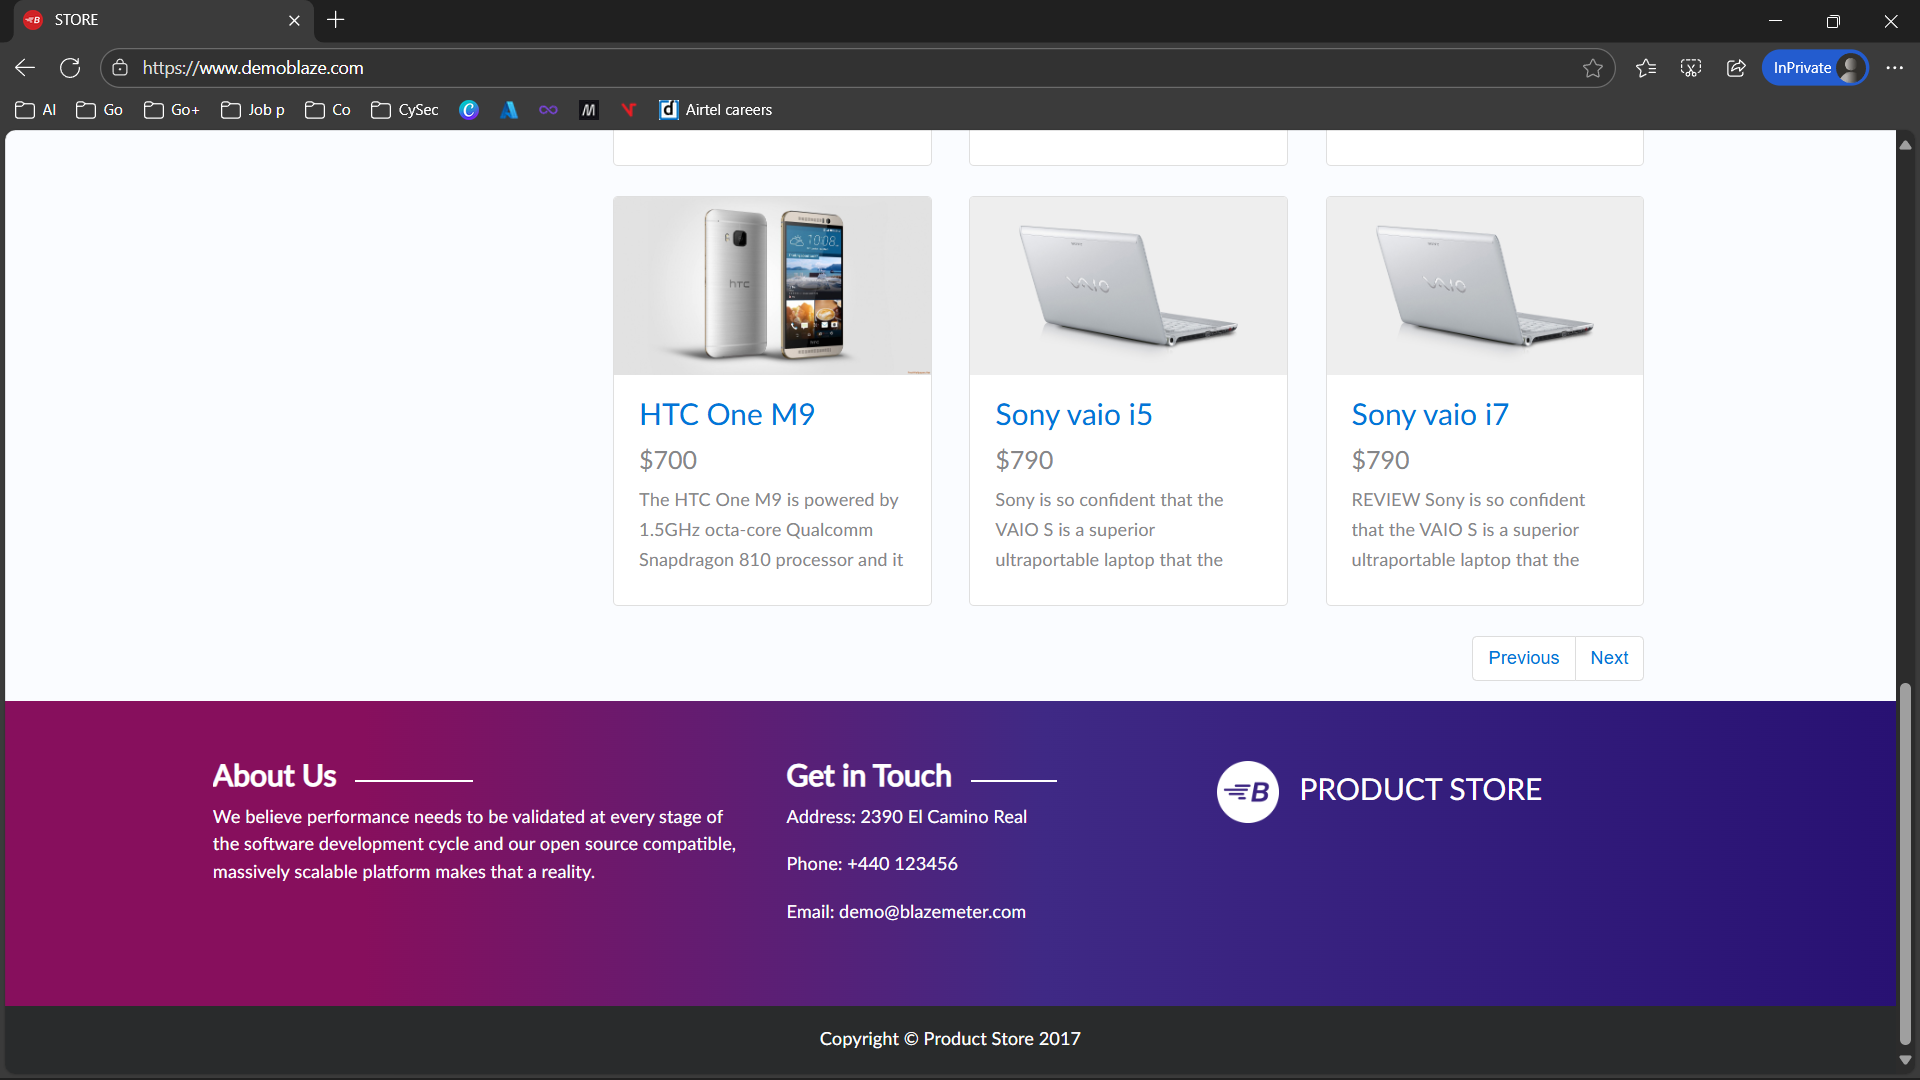 STORE
https://www.demoblaze.com
InPrivate
AI
Go
Go+
Job p
Co
CySec
Airtel careers
hTC
10:08
VAIO
VAIO
HTC One M9
$700
The HTC One M9 is powered by
1.5GHz octa-core Qualcomm
Snapdragon 810 processor and it
Sony vaio i5
$790
Sony is so confident that the
VAIO S is a superior
ultraportable laptop that the
Sony vaio i7
$790
REVIEW Sony is so confident
that the VAIO S is a superior
ultraportable laptop that the
Previous
Next
About Us
We believe performance needs to be validated at every stage of
the software development cycle and our open source compatible,
massively scalable platform makes that a reality.
Get in Touch
Address: 2390 El Camino Real
Phone: +440 123456
Email: demo@blazemeter.com
B
PRODUCT STORE
Copyright © Product Store 2017